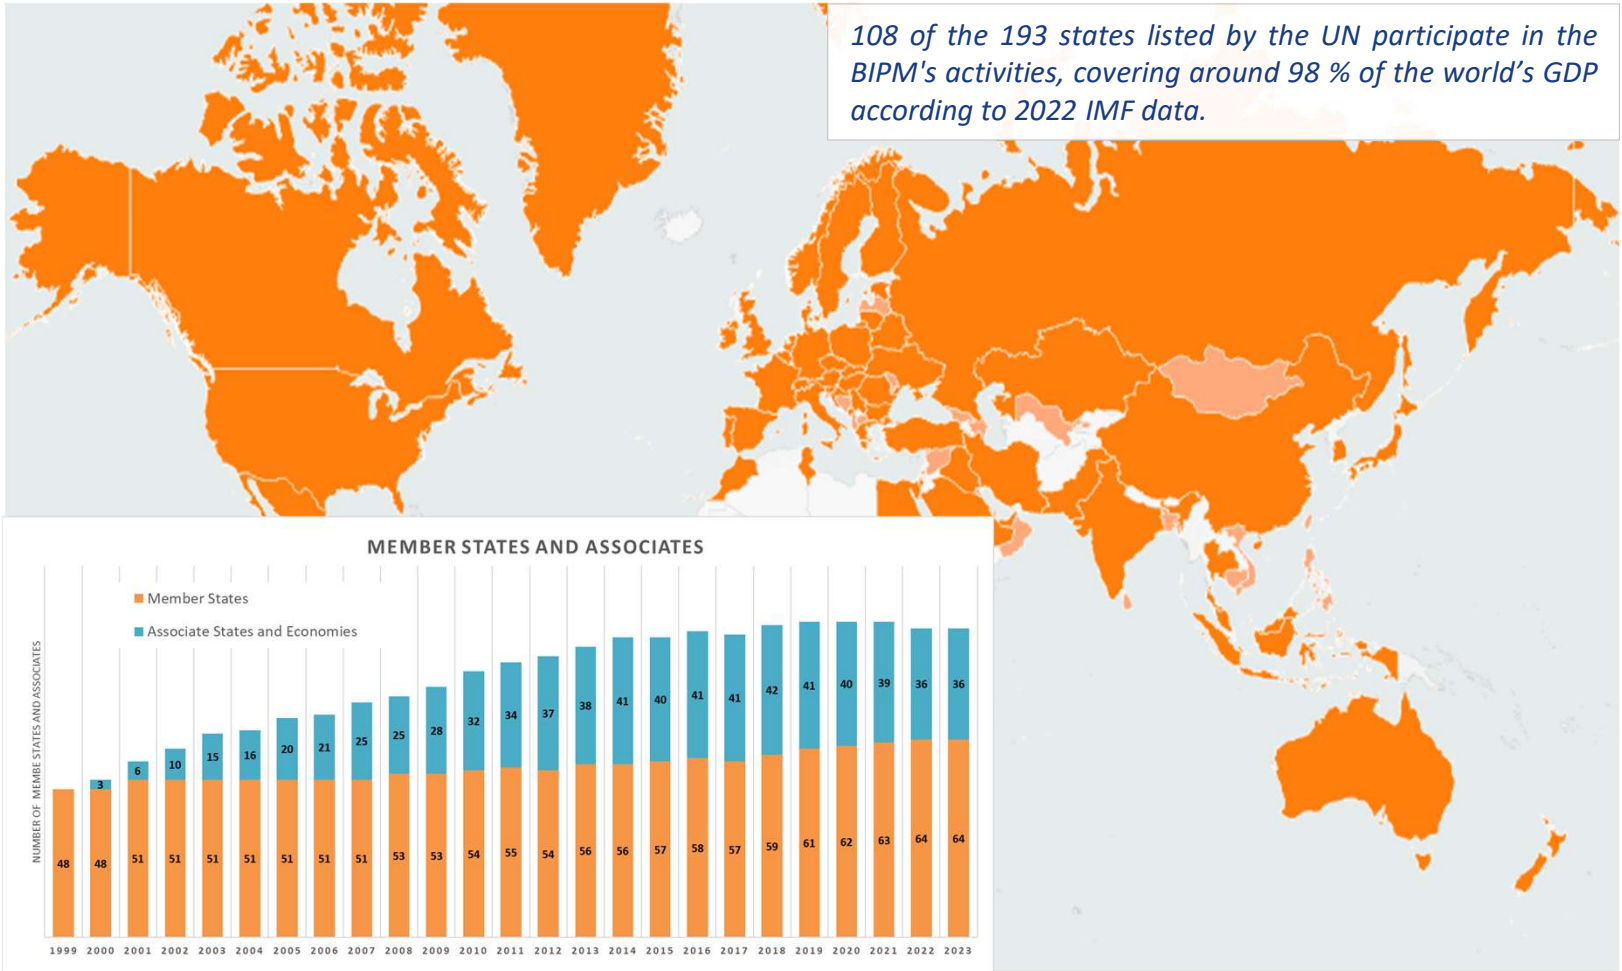 108 of the 193 states listed by the UN participate in the
BIPM's activities, covering around 98 % of the world’s GDP
according to 2022 IMF data.
MEMBER STATES AND ASSOCIATES
Member States
Associate States and Economies
NUMBER OF MEMBE STATES AND ASSOCIATES
3 6 10 15 16 20 21 25 25 28 32 34 37 38 41 40 41 41 42 41 40 39 36 36
48 48 51 51 51 51 51 51 51 53 53 54 55 54 56 56 57 58 57 59 61 62 63 64 64
1999 2000 2001 2002 2003 2004 2005 2006 2007 2008 2009 2010 2011 2012 2013 2014 2015 2016 2017 2018 2019 2020 2021 2022 2023